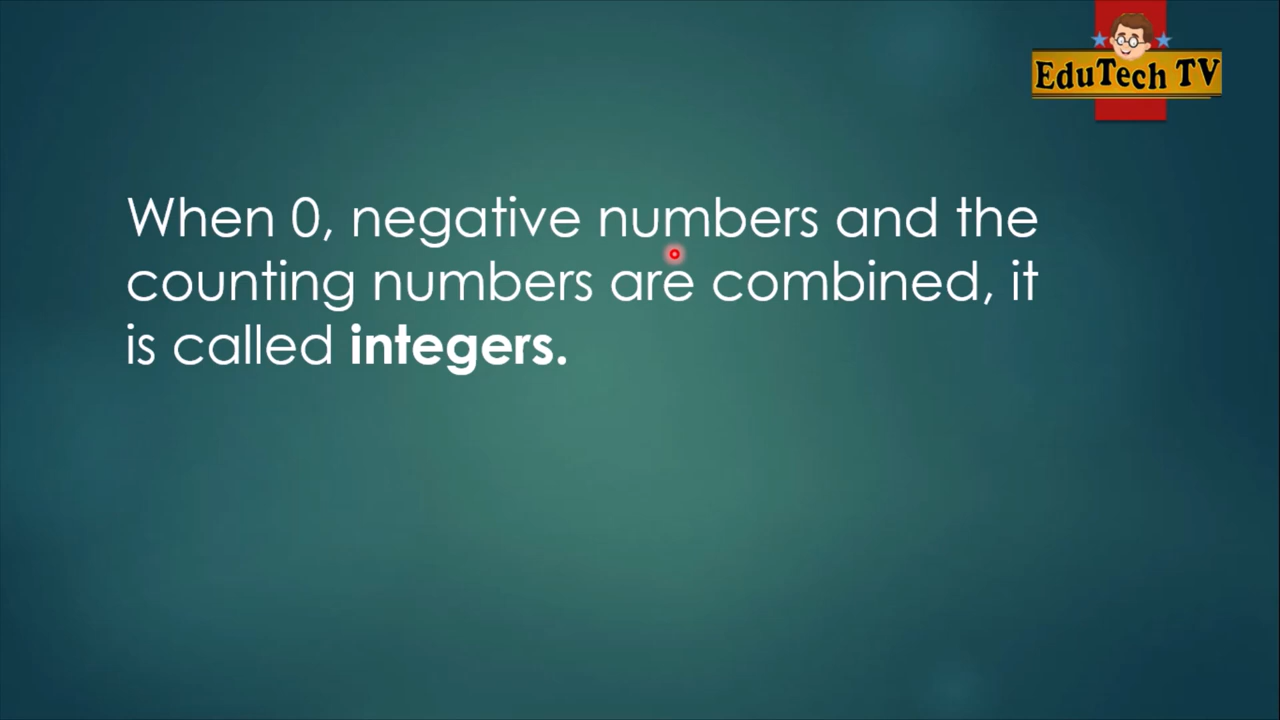 EduTech TV
When 0, negative numbers and the
counting numbers are combined, it
is called integers.